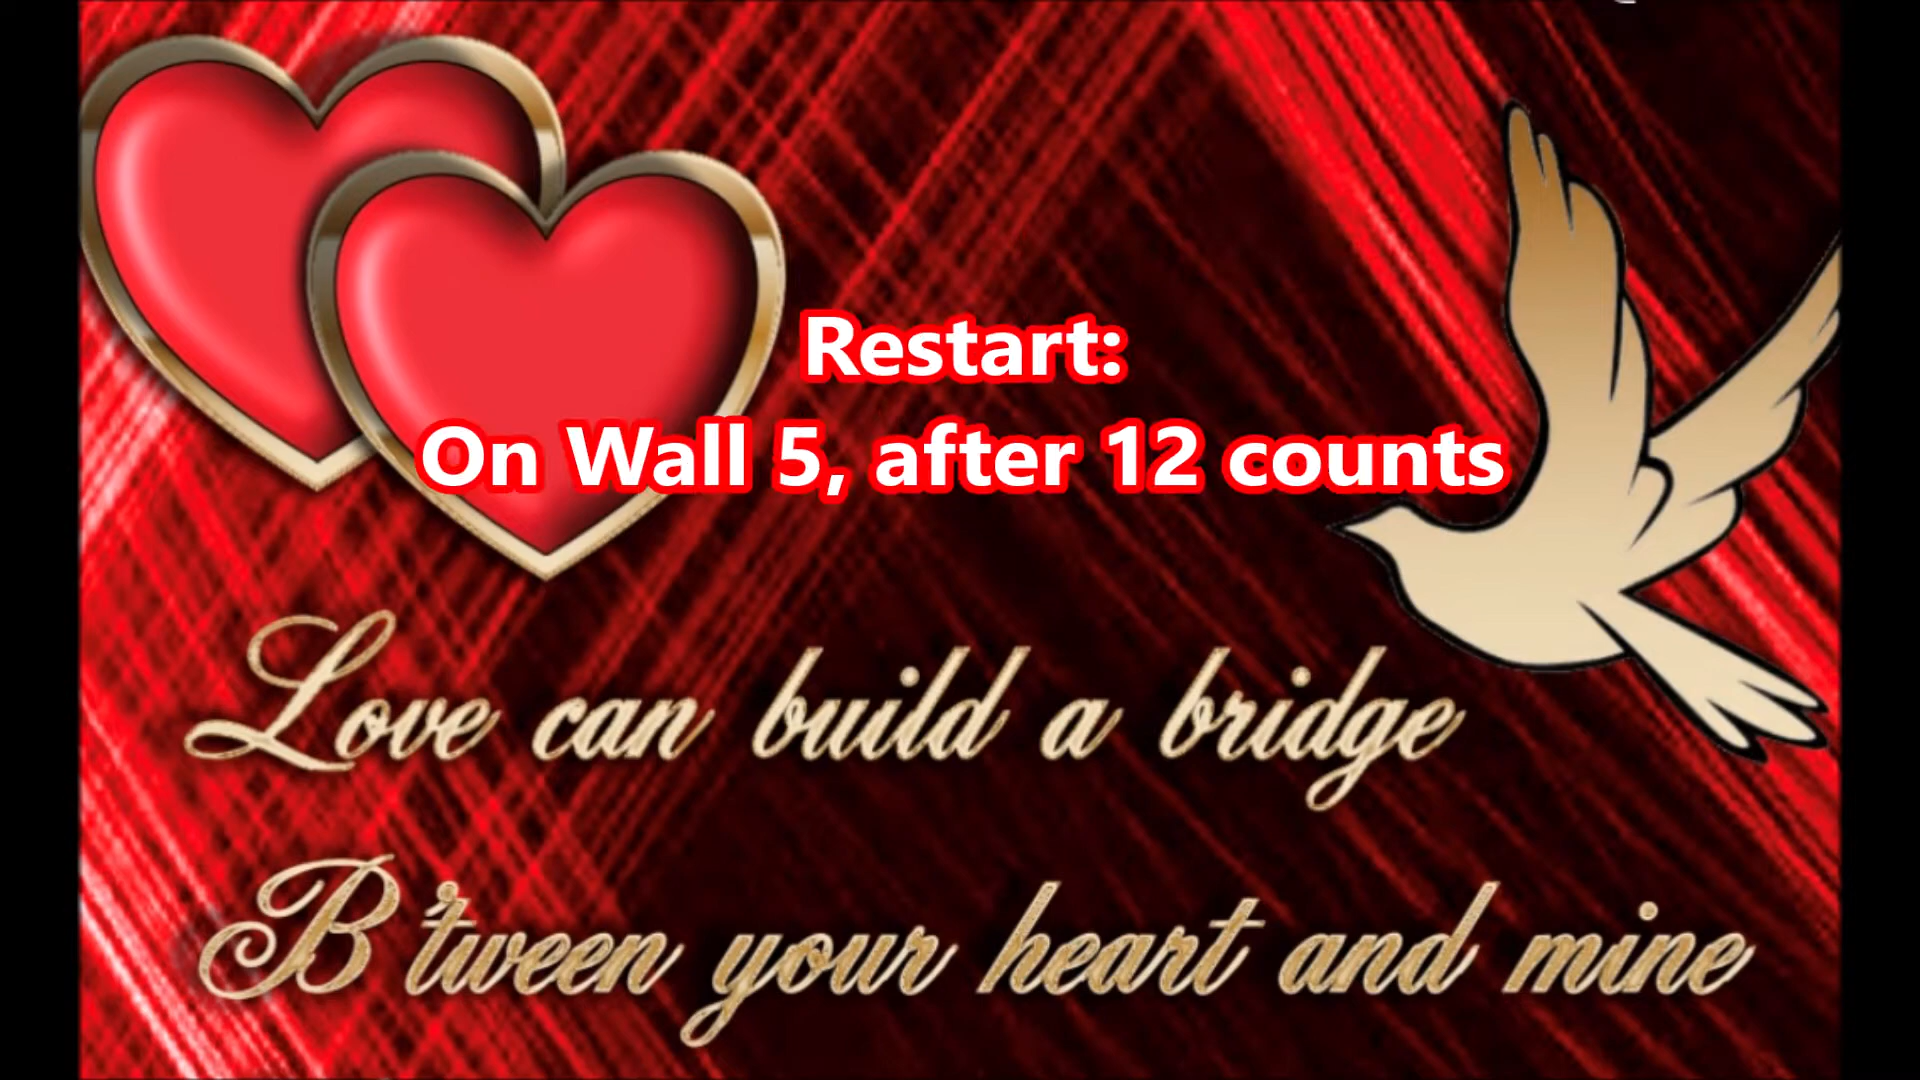 Restart:
On Wall 5, after 12 counts
Love can build a bridge
B'tween your heart and mine